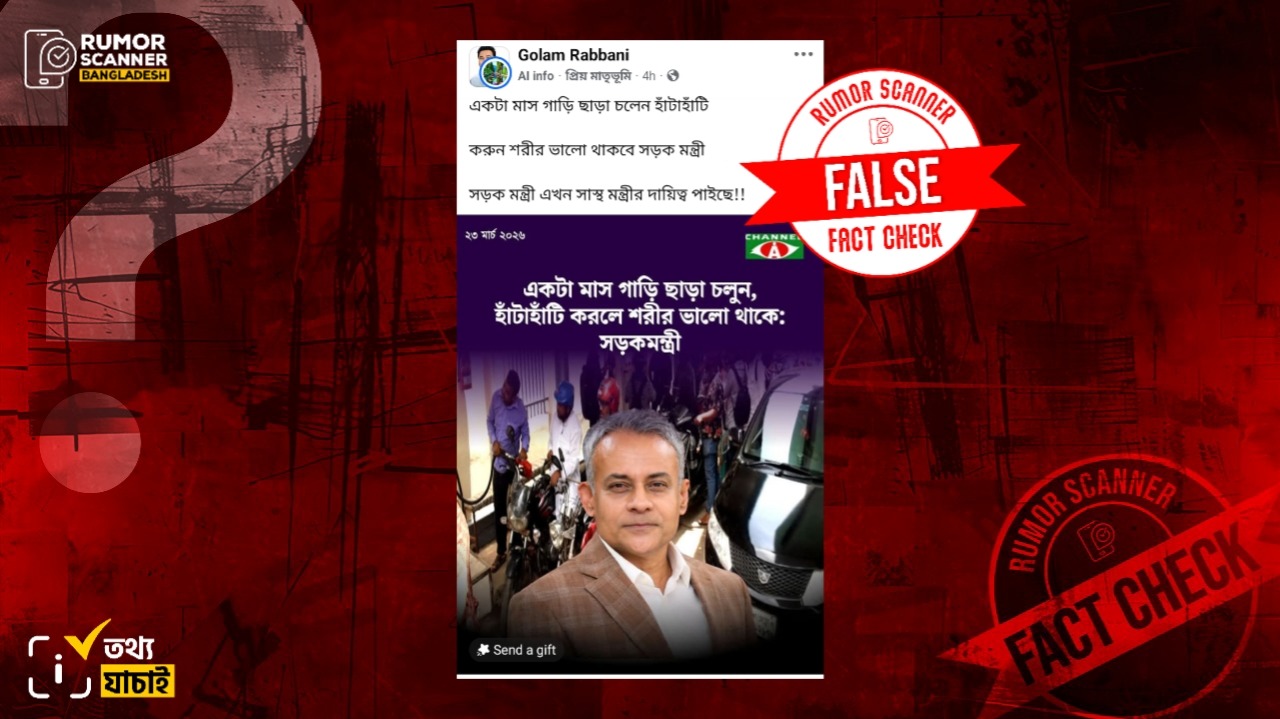 RUMOR
SCANNER
BANGLADESH
Golam Rabbani
AI info · প্রিয় মাতৃভূমি · 4h ·
একটা মাস গাড়ি ছাড়া চলেন হাঁটাহাঁটি
করুন শরীর ভালো থাকবে সড়ক মন্ত্রী
সড়ক মন্ত্রী এখন সাস্থ মন্ত্রীর দায়িত্ব পাইছে!!
RUMOR SCANNER
FALSE
FACT CHECK
২৩ মার্চ ২০২৬
CHANNEL
A
একটা মাস গাড়ি ছাড়া চলুন,
হাঁটাহাঁটি করলে শরীর ভালো থাকে:
সড়কমন্ত্রী
Send a gift
RUMOR SCANNER
FACT CHECK
i
তথ্য
যাচাই